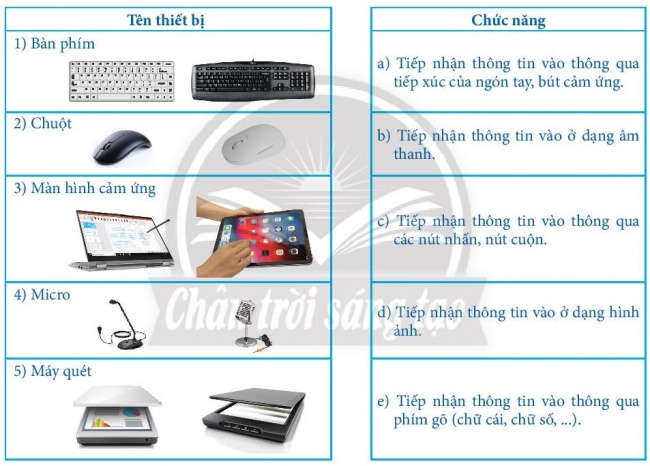 Tên thiết bị
Chức năng
1) Bàn phím
a) Tiếp nhận thông tin vào thông qua
tiếp xúc của ngón tay, bút cảm ứng.
2) Chuột
b) Tiếp nhận thông tin vào ở dạng âm
thanh.
3) Màn hình cảm ứng
c) Tiếp nhận thông tin vào thông qua
các nút nhấn, nút cuộn.
4) Micro
d) Tiếp nhận thông tin vào ở dạng hình
ảnh.
5) Máy quét
e) Tiếp nhận thông tin vào thông qua
phím gõ (chữ cái, chữ số, ...).
Chân trời sáng tạo